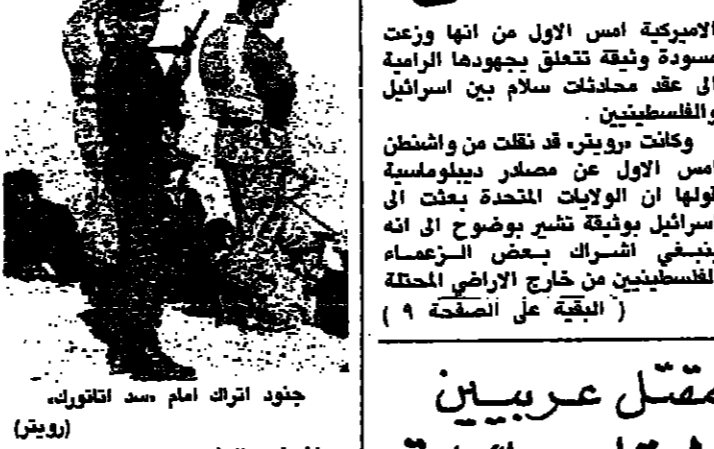 الاميركية امس الاول من انها وزعت
مسودة وثيقة تتعلق بجهودها الرامية
الى عقد محادثات سلام بين اسرائيل
والفلسطينيين .
وكانت «رويتر» قد نقلت من واشنطن
امس الاول عن مصادر ديبلوماسية
قولها ان الولايات المتحدة بعثت الى
اسرائيل بوثيقة تشير بوضوح الى انه
ينبغي اشراك بعض الزعماء
الفلسطينيين من خارج الاراضي المحتلة
( البقية على الصفحة ٩ )
مقتل عربيين
جنود اتراك امام «سد اتاتورك»
(رويتر)